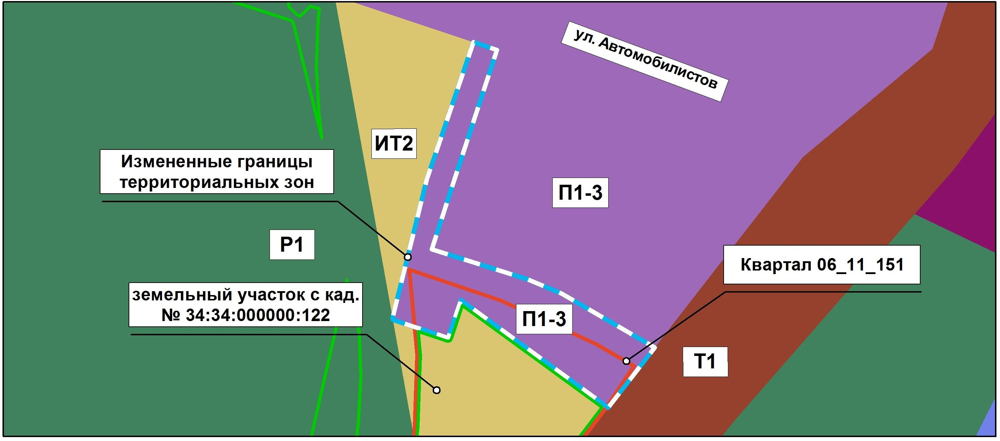 ул. Автомобилистов
ИТ2
Измененные границы
территориальных зон
П1-3
Р1
Квартал 06_11_151
земельный участок с кад.
№ 34:34:000000:122
П1-3
Т1